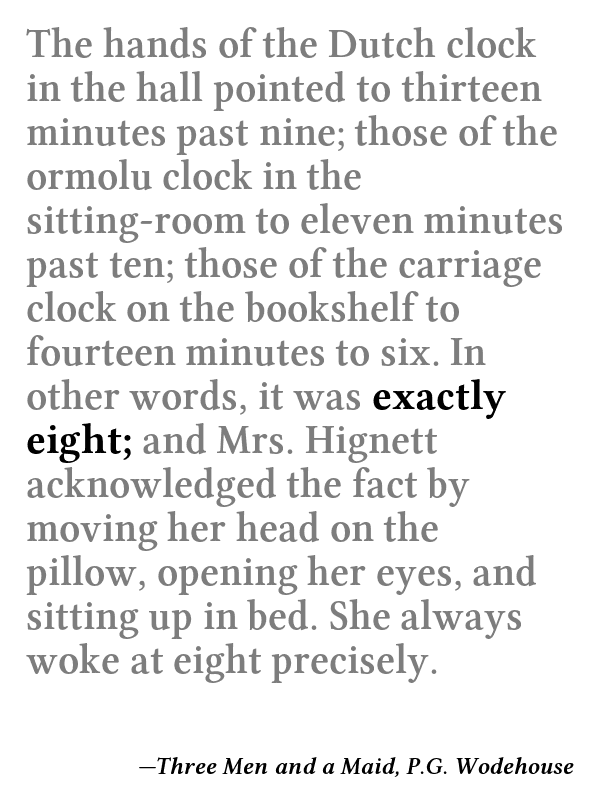 The hands of the Dutch clock
in the hall pointed to thirteen
minutes past nine; those of the
ormolu clock in the
sitting-room to eleven minutes
past ten; those of the carriage
clock on the bookshelf to
fourteen minutes to six. In
other words, it was exactly
eight; and Mrs. Hignett
acknowledged the fact by
moving her head on the
pillow, opening her eyes, and
sitting up in bed. She always
woke at eight precisely.
—Three Men and a Maid, P.G. Wodehouse